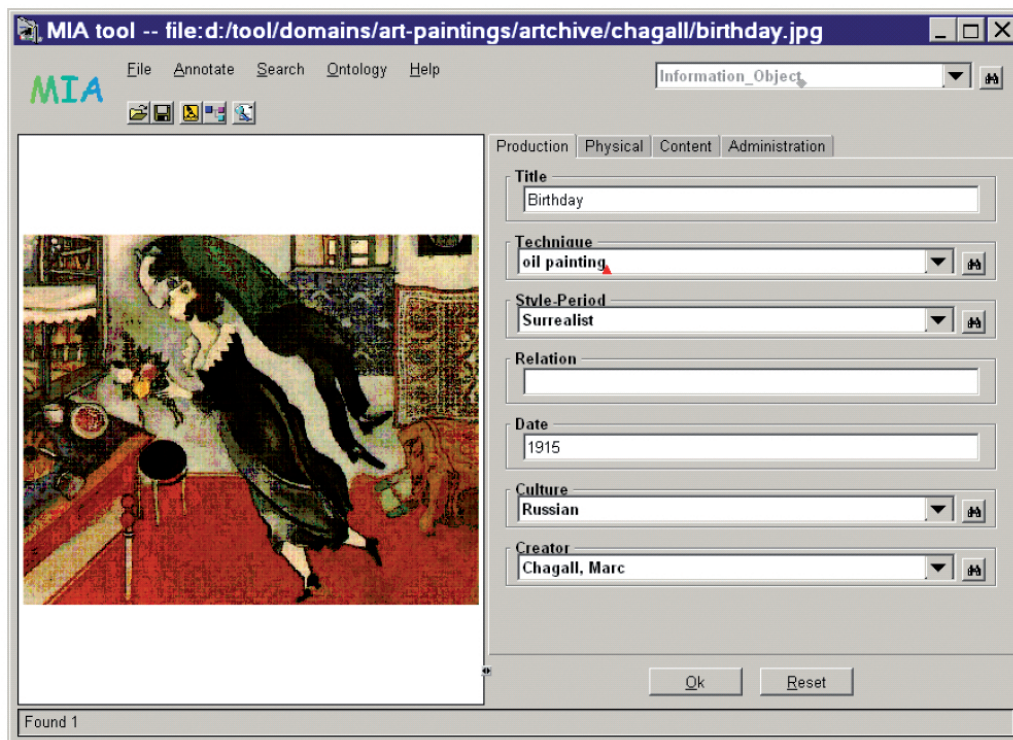 MIA tool -- file:d:/tool/domains/art-paintings/artchive/chagall/birthday.jpg
MIA
File Annotate Search Ontology Help
Information_Object
Production Physical Content Administration
Title
Birthday
Technique
oil painting
Style-Period
Surrealist
Relation
Date
1915
Culture
Russian
Creator
Chagall, Marc
Ok Reset
Found 1